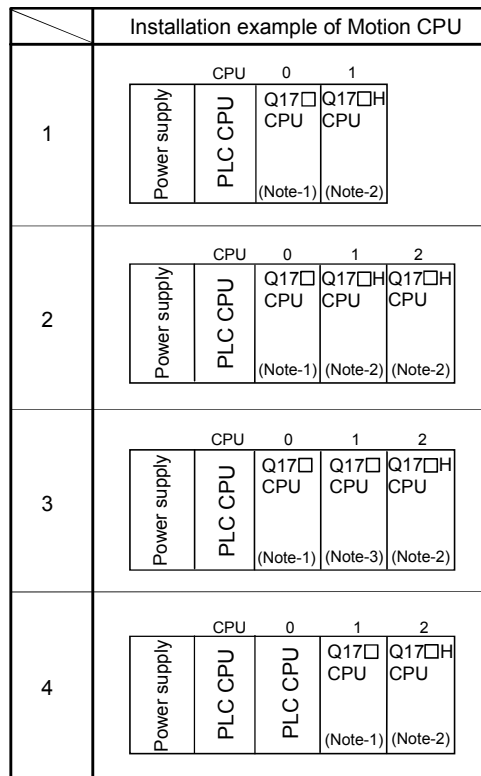 Installation example of Motion CPU
1
CPU 0 1
Power supply
PLC CPU
Q17□ CPU
Q17□H CPU
(Note-1) (Note-2)
2
CPU 0 1 2
Power supply
PLC CPU
Q17□ CPU
Q17□H CPU
Q17□H CPU
(Note-1) (Note-2) (Note-2)
3
CPU 0 1 2
Power supply
PLC CPU
Q17□ CPU
Q17□ CPU
Q17□H CPU
(Note-1) (Note-3) (Note-2)
4
CPU 0 1 2
Power supply
PLC CPU
PLC CPU
Q17□ CPU
Q17□H CPU
(Note-1) (Note-2)